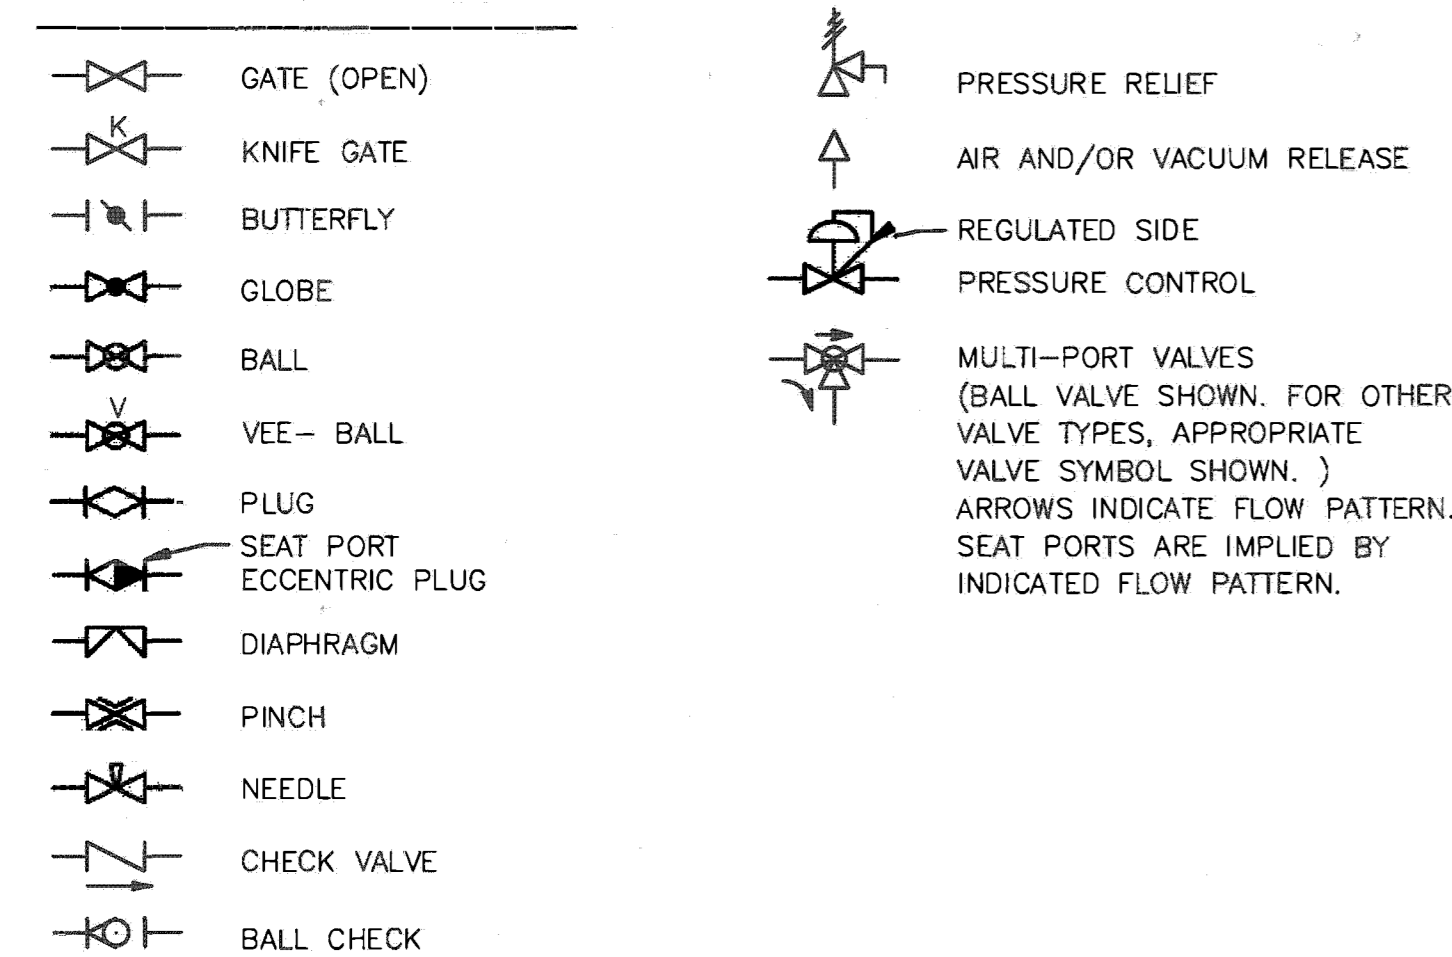 GATE (OPEN)
K
KNIFE GATE
BUTTERFLY
GLOBE
BALL
V
VEE- BALL
PLUG
SEAT PORT
ECCENTRIC PLUG
DIAPHRAGM
PINCH
NEEDLE
CHECK VALVE
BALL CHECK
PRESSURE RELIEF
AIR AND/OR VACUUM RELEASE
REGULATED SIDE
PRESSURE CONTROL
MULTI-PORT VALVES
(BALL VALVE SHOWN. FOR OTHER
VALVE TYPES, APPROPRIATE
VALVE SYMBOL SHOWN. )
ARROWS INDICATE FLOW PATTERN.
SEAT PORTS ARE IMPLIED BY
INDICATED FLOW PATTERN.